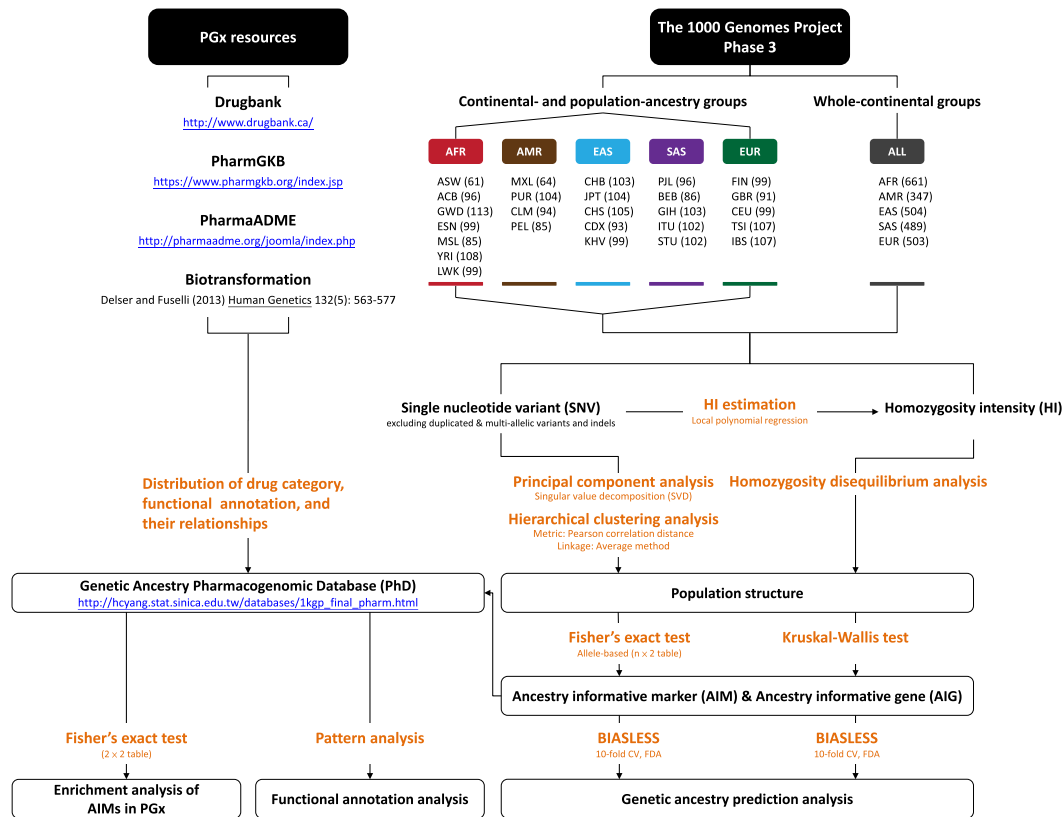 PGx resources
Drugbank
http://www.drugbank.ca/
PharmGKB
https://www.pharmgkb.org/index.jsp
PharmaADME
http://pharmaadme.org/joomla/index.php
Biotransformation
Delser and Fuselli (2013) Human Genetics 132(5): 563-577
The 1000 Genomes Project
Phase 3
Continental- and population-ancestry groups
Whole-continental groups
AFR
ASW (61)
ACB (96)
GWD (113)
ESN (99)
MSL (85)
YRI (108)
LWK (99)
AMR
MXL (64)
PUR (104)
CLM (94)
PEL (85)
EAS
CHB (103)
JPT (104)
CHS (105)
CDX (93)
KHV (99)
SAS
PJL (96)
BEB (86)
GIH (103)
ITU (102)
STU (102)
EUR
FIN (99)
GBR (91)
CEU (99)
TSI (107)
IBS (107)
ALL
AFR (661)
AMR (347)
EAS (504)
SAS (489)
EUR (503)
Single nucleotide variant (SNV)
excluding duplicated & multi-allelic variants and indels
HI estimation
Local polynomial regression
Homozygosity intensity (HI)
Distribution of drug category,
functional annotation, and
their relationships
Principal component analysis
Singular value decomposition (SVD)
Hierarchical clustering analysis
Metric: Pearson correlation distance
Linkage: Average method
Homozygosity disequilibrium analysis
Genetic Ancestry Pharmacogenomic Database (PhD)
http://hcyang.stat.sinica.edu.tw/databases/1kgp_final_pharm.html
Population structure
Fisher's exact test
Allele-based (n x 2 table)
Kruskal-Wallis test
Ancestry informative marker (AIM) & Ancestry informative gene (AIG)
Fisher's exact test
(2 x 2 table)
Pattern analysis
BIASLESS
10-fold CV, FDA
BIASLESS
10-fold CV, FDA
Enrichment analysis of
AIMs in PGx
Functional annotation analysis
Genetic ancestry prediction analysis